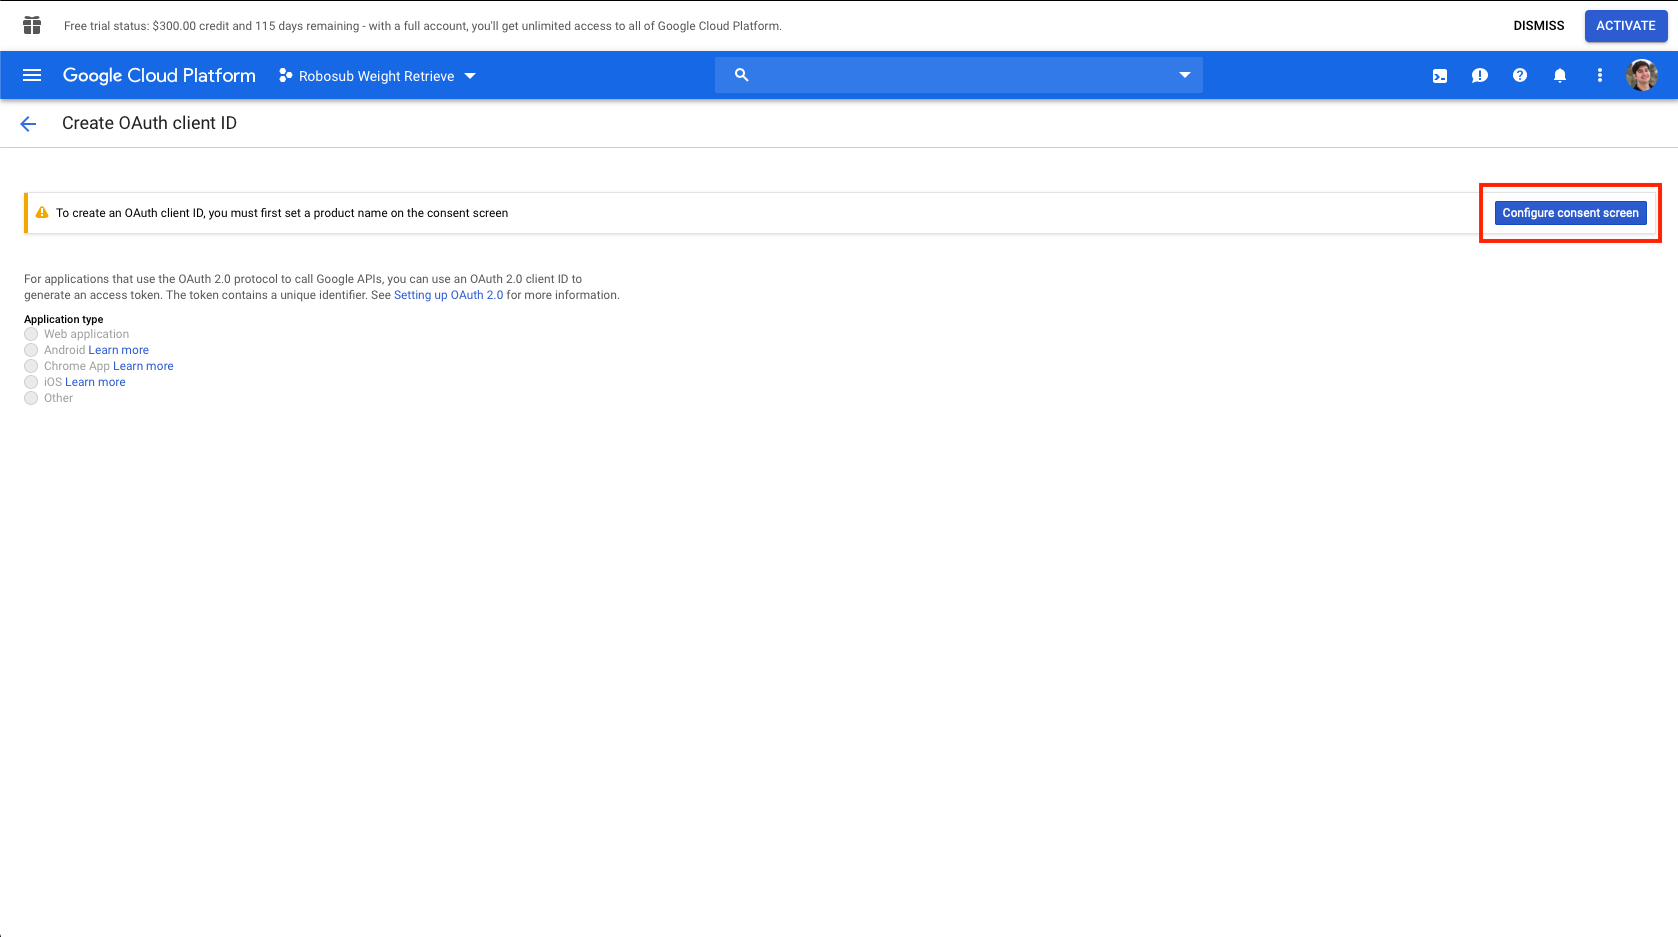 Free trial status: $300.00 credit and 115 days remaining - with a full account, you'll get unlimited access to all of Google Cloud Platform.
DISMISS
ACTIVATE
Google Cloud Platform
Robosub Weight Retrieve
Create OAuth client ID
To create an OAuth client ID, you must first set a product name on the consent screen
Configure consent screen
For applications that use the OAuth 2.0 protocol to call Google APIs, you can use an OAuth 2.0 client ID to
generate an access token. The token contains a unique identifier. See Setting up OAuth 2.0 for more information.
Application type
Web application
Android Learn more
Chrome App Learn more
iOS Learn more
Other